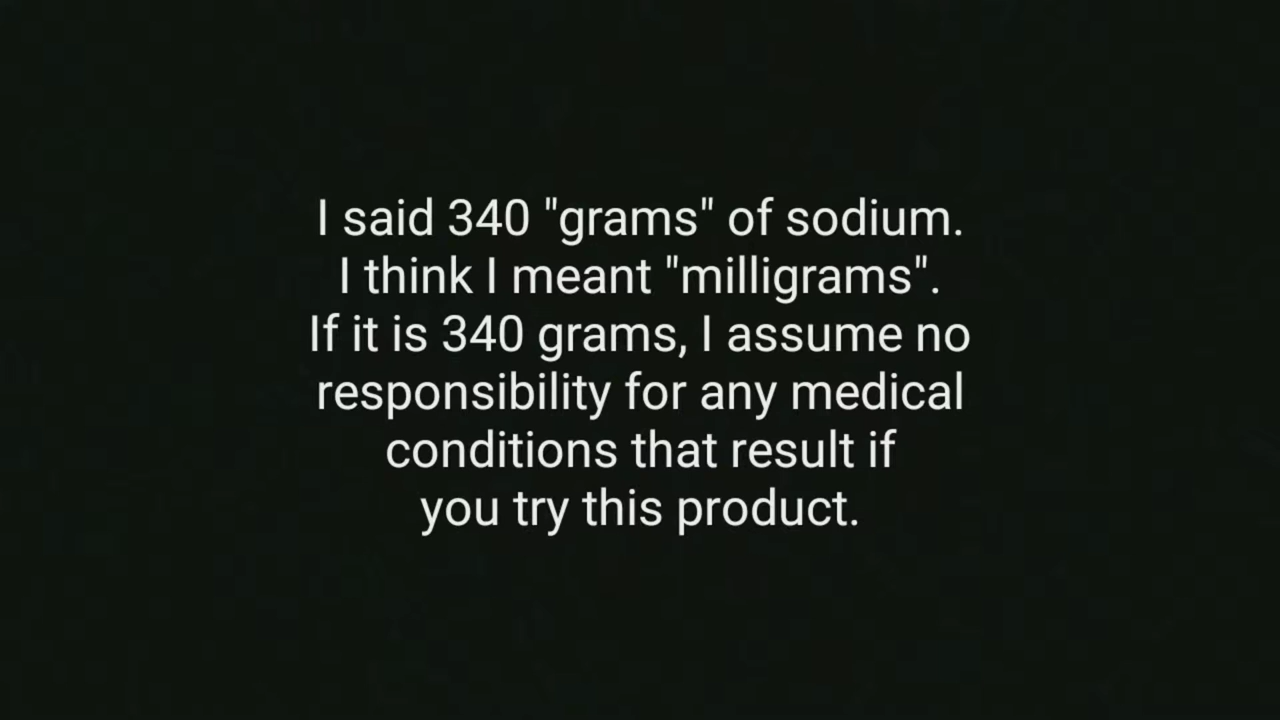 I said 340 "grams" of sodium.
I think I meant "milligrams".
If it is 340 grams, I assume no
responsibility for any medical
conditions that result if
you try this product.